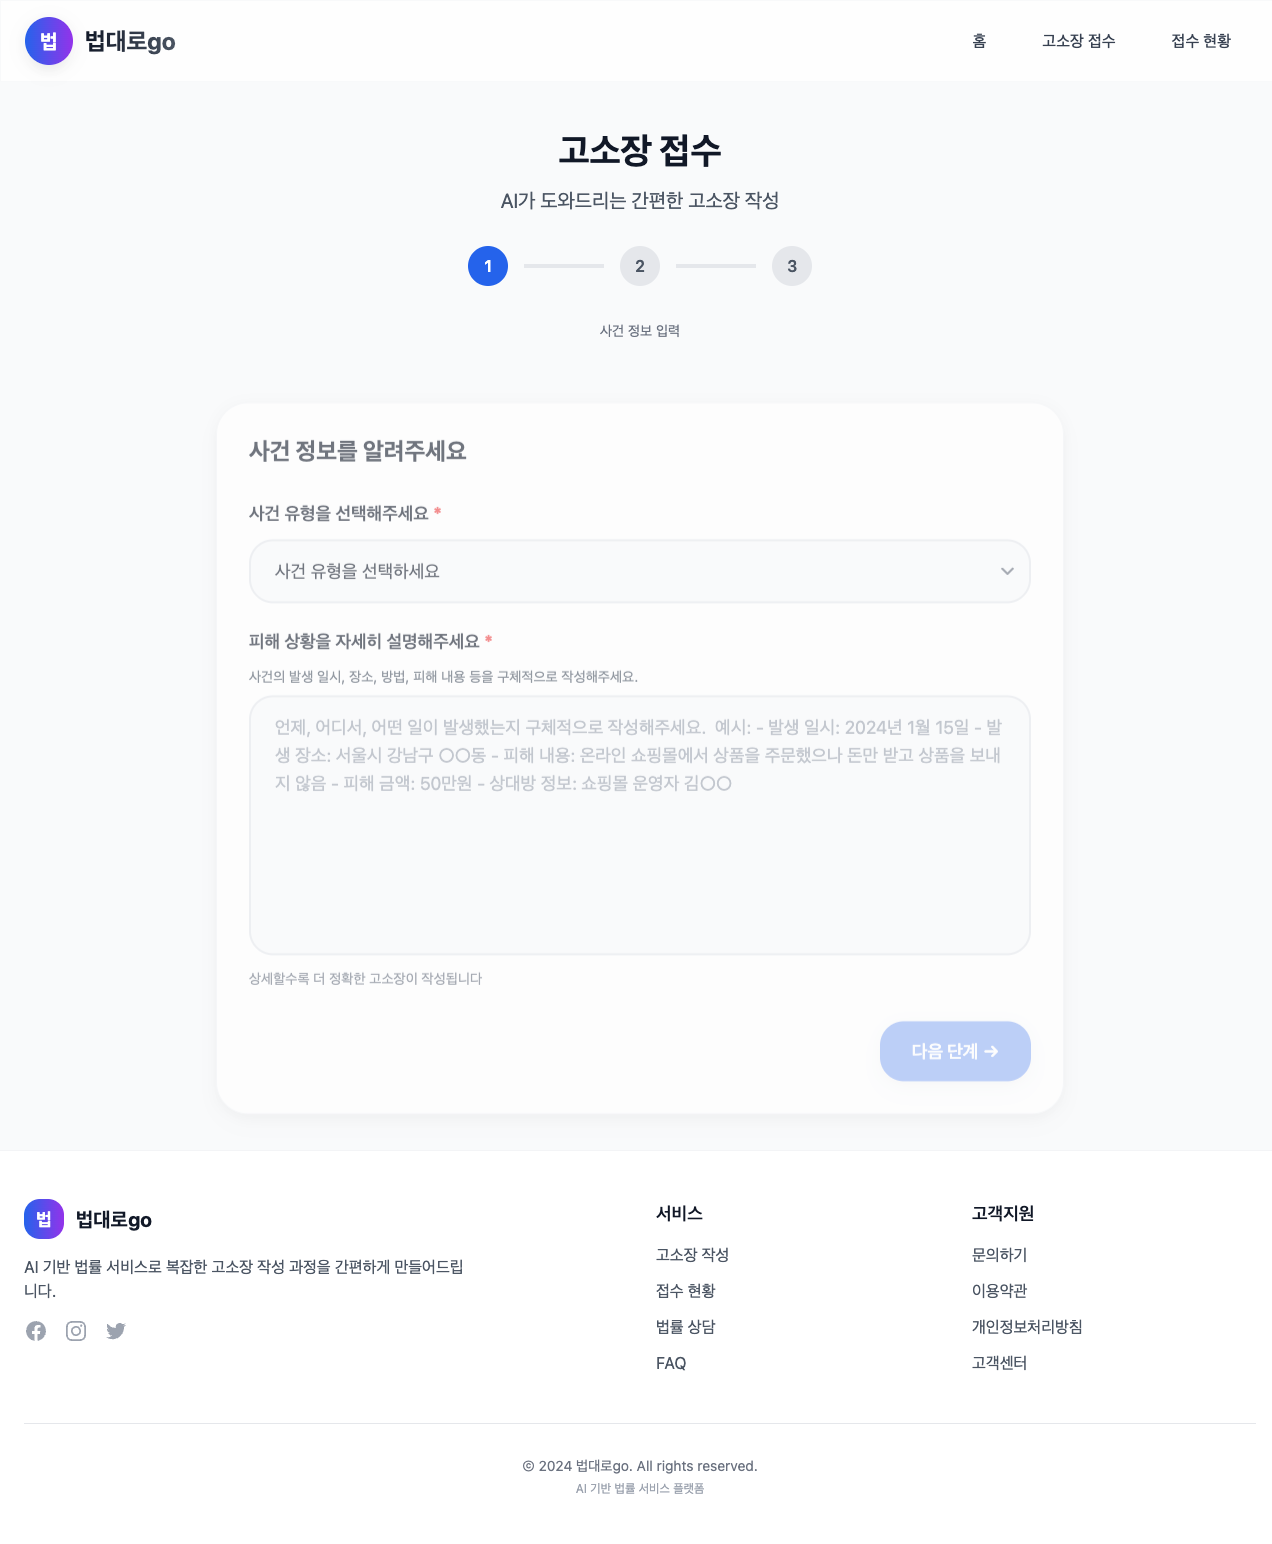 법 법대로go
홈 고소장 접수 접수 현황
고소장 접수
AI가 도와드리는 간편한 고소장 작성
1 2 3
사건 정보 입력
사건 정보를 알려주세요
사건 유형을 선택해주세요 *
사건 유형을 선택하세요
피해 상황을 자세히 설명해주세요 *
사건의 발생 일시, 장소, 방법, 피해 내용 등을 구체적으로 작성해주세요.
언제, 어디서, 어떤 일이 발생했는지 구체적으로 작성해주세요. 예시: - 발생 일시: 2024년 1월 15일 - 발
생 장소: 서울시 강남구 〇〇동 - 피해 내용: 온라인 쇼핑몰에서 상품을 주문했으나 돈만 받고 상품을 보내
지 않음 - 피해 금액: 50만원 - 상대방 정보: 쇼핑몰 운영자 김〇〇
상세할수록 더 정확한 고소장이 작성됩니다
다음 단계 →
법 법대로go
AI 기반 법률 서비스로 복잡한 고소장 작성 과정을 간편하게 만들어드립
니다.
서비스
고소장 작성
접수 현황
법률 상담
FAQ
고객지원
문의하기
이용약관
개인정보처리방침
고객센터
© 2024 법대로go. All rights reserved.
AI 기반 법률 서비스 플랫폼